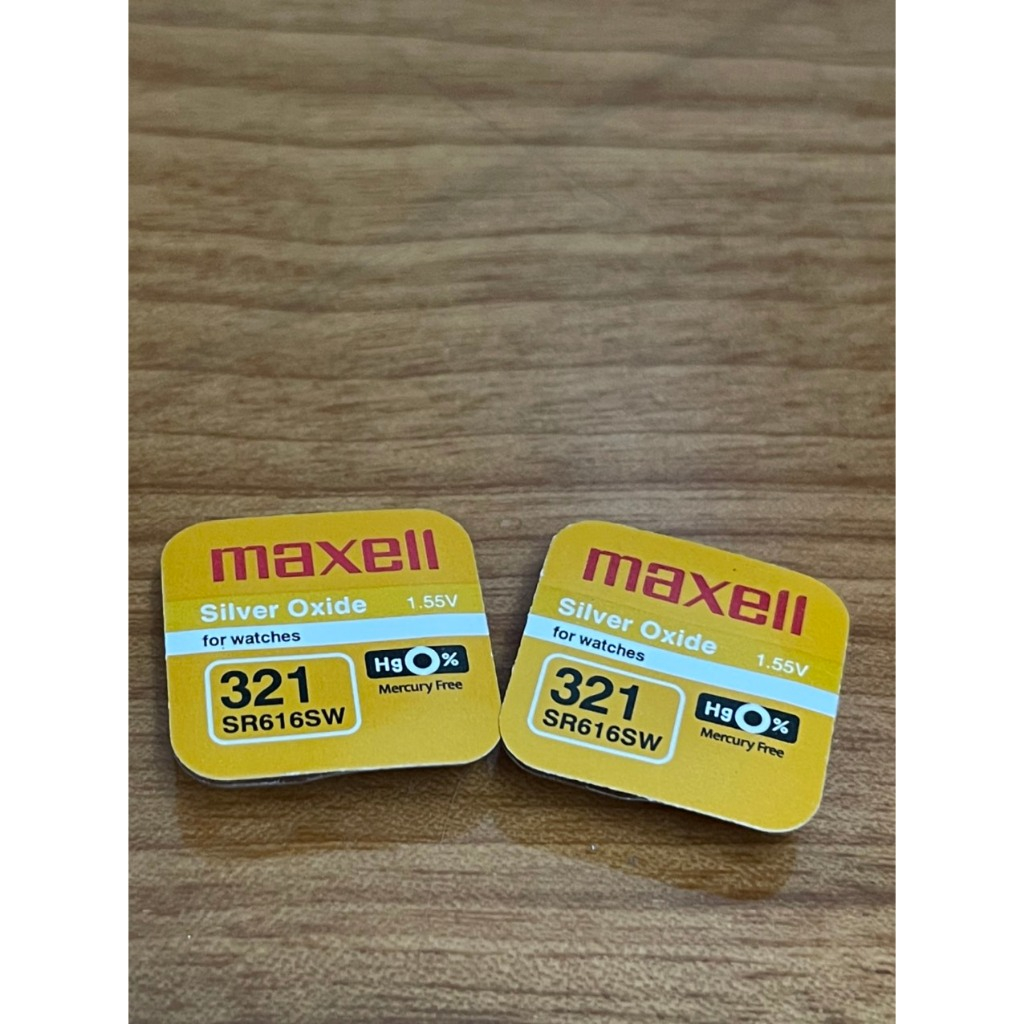 maxell
Silver Oxide 1.55V
for watches
321
SR616SW
Hg0%
Mercury Free
maxell
Silver Oxide 1.55V
for watches
321
SR616SW
Hg0%
Mercury Free